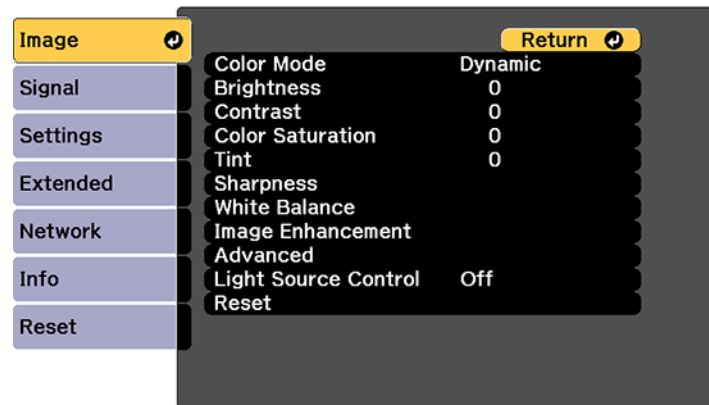 Image
Signal
Settings
Extended
Network
Info
Reset
Return
Color Mode Dynamic
Brightness 0
Contrast 0
Color Saturation 0
Tint 0
Sharpness
White Balance
Image Enhancement
Advanced
Light Source Control Off
Reset